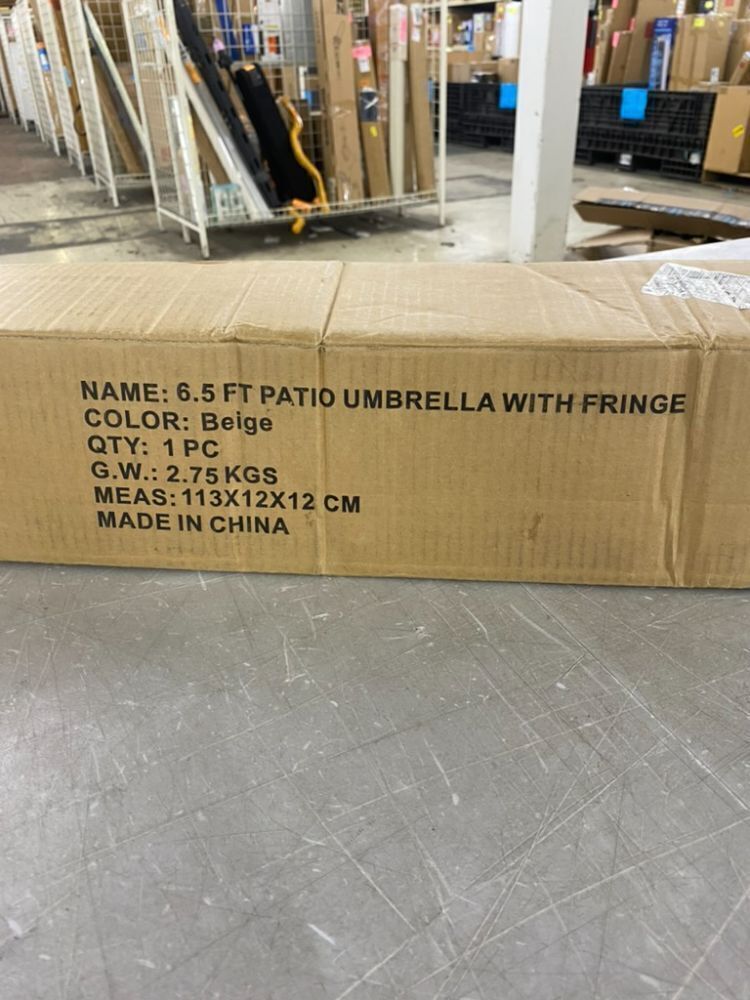 NAME: 6.5 FT PATIO UMBRELLA WITH FRINGE
COLOR: Beige
QTY: 1 PC
G.W.: 2.75 KGS
MEAS: 113X12X12 CM
MADE IN CHINA